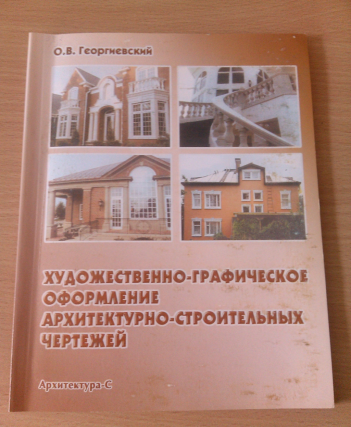 О.В. Георгиевский
ХУДОЖЕСТВЕННО-ГРАФИЧЕСКОЕ
ОФОРМЛЕНИЕ
АРХИТЕКТУРНО-СТРОИТЕЛЬНЫХ
ЧЕРТЕЖЕЙ
Архитектура-С